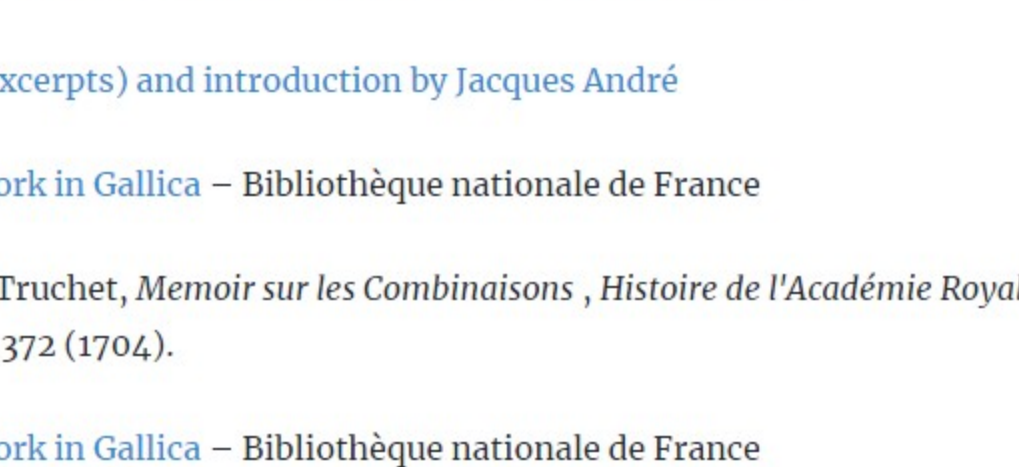 xcerpts) and introduction by Jacques André
ork in Gallica – Bibliothèque nationale de France
Truchet, Memoir sur les Combinaisons , Histoire de l'Académie Royal
372 (1704).
ork in Gallica – Bibliothèque nationale de France